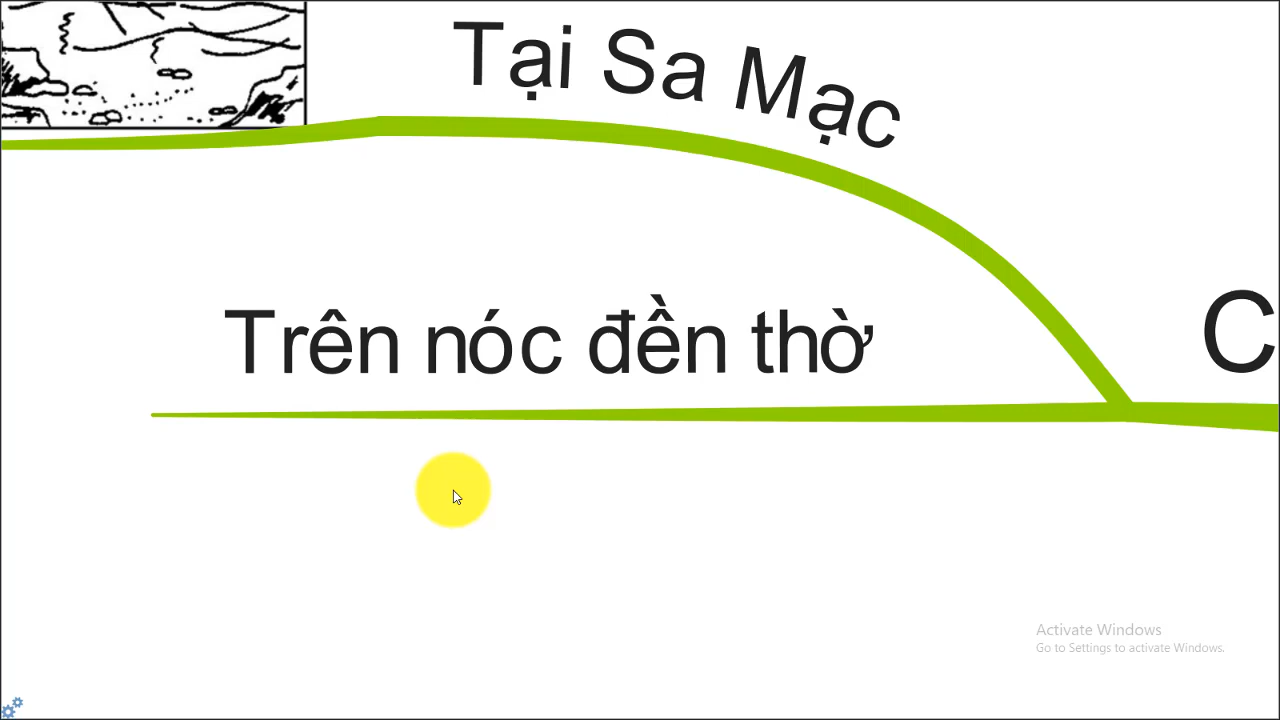 Tại Sa Mạc
Trên nóc đền thờ
C
Activate Windows
Go to Settings to activate Windows.